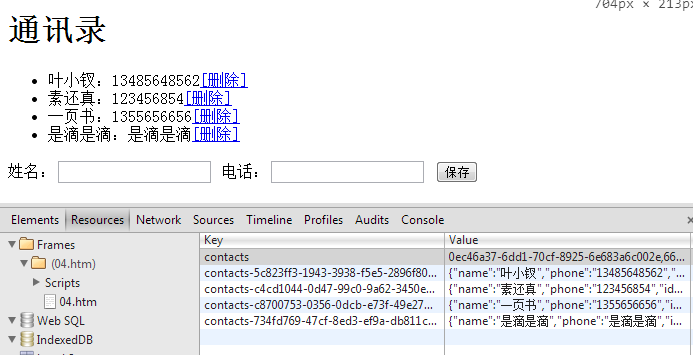 704px × 213px
通讯录
叶小钗：13485648562[删除]
素还真：123456854[删除]
一页书：1355656656[删除]
是滴是滴：是滴是滴[删除]
姓名： 电话： 保存
Elements Resources Network Sources Timeline Profiles Audits Console
Frames Key Value
(04.htm) contacts 0ec46a37-6dd1-70cf-8925-6e683a6c002e,66...
Scripts contacts-5c823ff3-1943-3938-f5e5-2896f80... {"name":"叶小钗","phone":"13485648562","...
04.htm contacts-c4cd1044-0d47-99c0-9a62-3450e... {"name":"素还真","phone":"123456854","id...
Web SQL contacts-c8700753-0356-0dcb-e73f-49e27... {"name":"一页书","phone":"1355656656","i...
IndexedDB contacts-734fd769-47cf-8ed3-ef9a-db811c... {"name":"是滴是滴","phone":"是滴是滴","i...